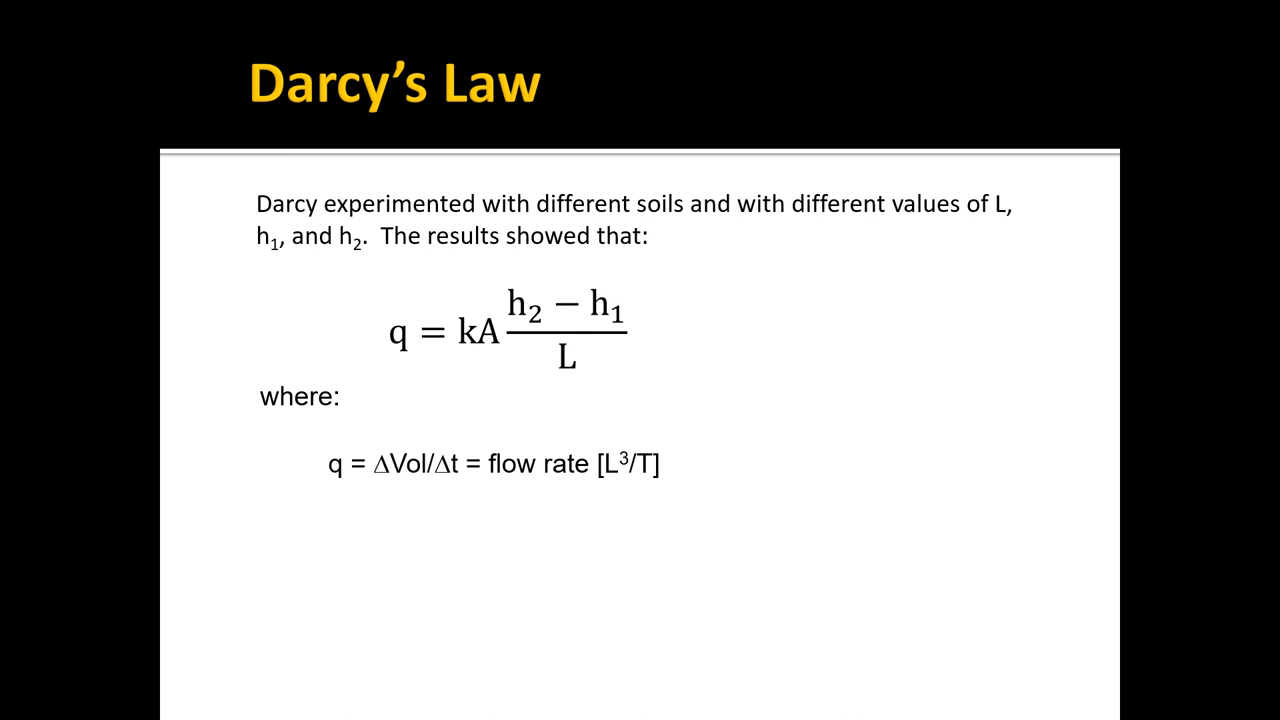 Darcy’s Law
Darcy experimented with different soils and with different values of L,
h₁, and h₂. The results showed that:
q = kA (h₂ − h₁)/L
where:
q = ΔVol/Δt = flow rate [L³/T]